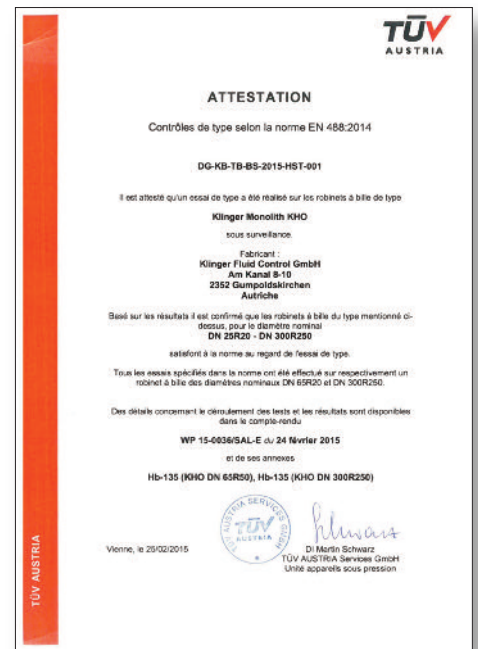 TÜV
AUSTRIA
ATTESTATION
Contrôles de type selon la norme EN 488:2014
DG-KB-TB-BS-2015-HST-001
Il est attesté qu'un essai de type a été réalisé sur les robinets à bille de type
Klinger Monolith KHO
sous surveillance.
Fabricant :
Klinger Fluid Control GmbH
Am Kanal 8-10
2352 Gumpoldskirchen
Autriche
Basé sur les résultats il est confirmé que les robinets à bille du type mentionné ci-
dessus, pour le diamètre nominal
DN 25R20 - DN 300R250
satisfont à la norme au regard de l'essai de type.
Tous les essais spécifiés dans la norme ont été effectué sur respectivement un
robinet à bille des diamètres nominaux DN 65R20 et DN 300R250.
Des détails concernant le déroulement des tests et les résultats sont disponibles
dans le compte-rendu
WP 15-0036/SAL-E du 24 février 2015
et de ses annexes
Hb-135 (KHO DN 65R50), Hb-135 (KHO DN 300R250)
TÜV AUSTRIA SERVICES GMBH
TÜV
AUSTRIA
Vienne, le 25/02/2015
DI Martin Schwarz
TÜV AUSTRIA Services GmbH
Unité appareils sous pression
TÜV AUSTRIA